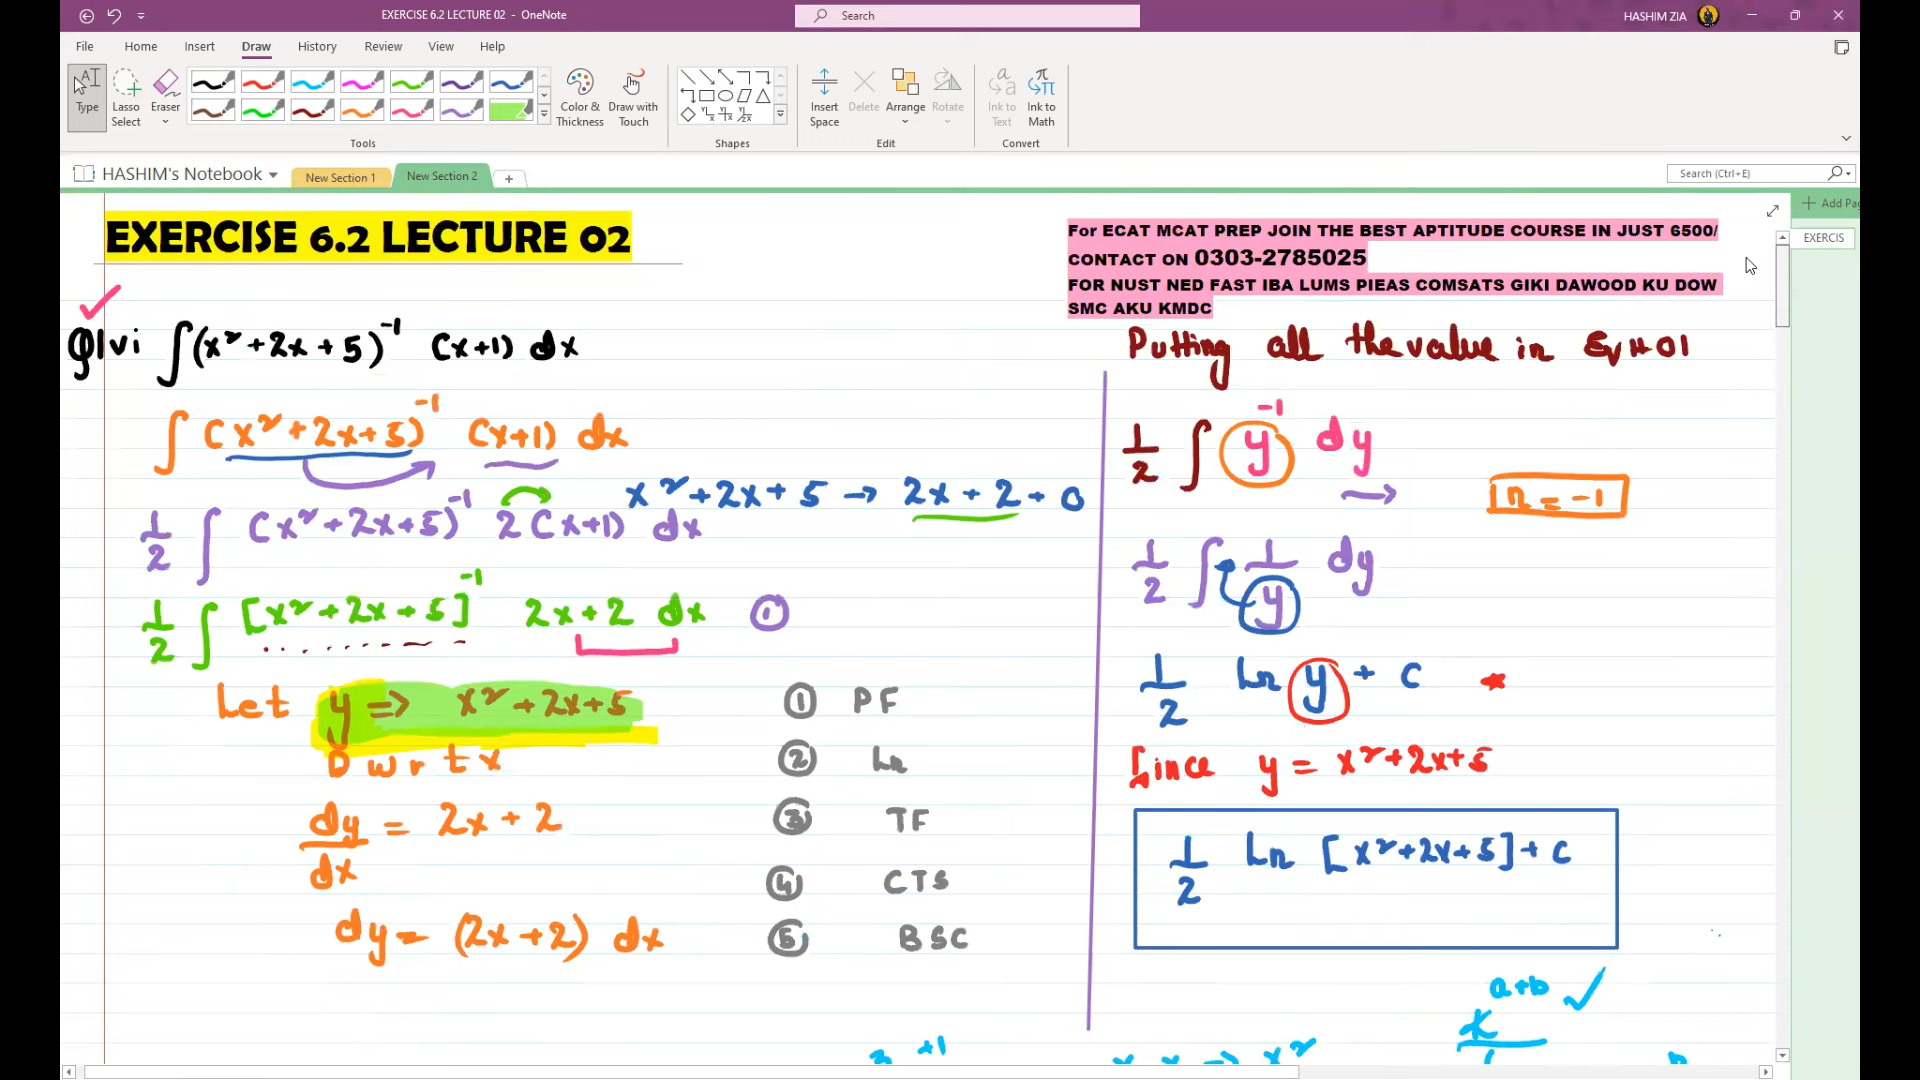 EXERCISE 6.2 LECTURE 02 - OneNote
Search
HASHIM ZIA
File Home Insert Draw History Review View Help
Type
Lasso Select
Eraser
Color & Thickness
Draw with Touch
Insert Space
Delete
Arrange
Rotate
Ink to Text
Ink to Math
Tools
Shapes
Edit
Convert
HASHIM's Notebook
New Section 1
New Section 2
Search (Ctrl+E)
Add Pag
EXERCIS
EXERCISE 6.2 LECTURE 02
For ECAT MCAT PREP JOIN THE BEST APTITUDE COURSE IN JUST 6500/
CONTACT ON 0303-2785025
FOR NUST NED FAST IBA LUMS PIEAS COMSATS GIKI DAWOOD KU DOW
SMC AKU KMDC
Q1vi ∫(x²+2x+5)⁻¹ (x+1) dx
∫ (x²+2x+5)⁻¹ (x+1) dx
x²+2x+5 → 2x+2+0
1/2 ∫ (x²+2x+5)⁻¹ 2(x+1) dx
1/2 ∫ [x²+2x+5]⁻¹ 2x+2 dx ①
Let y ⇒ x²+2x+5
D w r t x
dy/dx = 2x+2
dy = (2x+2) dx
① PF
② Ln
③ TF
④ CTS
⑤ BSC
Putting all the value in Eq # 01
1/2 ∫ y⁻¹ dy
n = -1
1/2 ∫ 1/y dy
1/2 ln y + c
Since y = x²+2x+5
1/2 Ln [x²+2x+5] + c
a+b